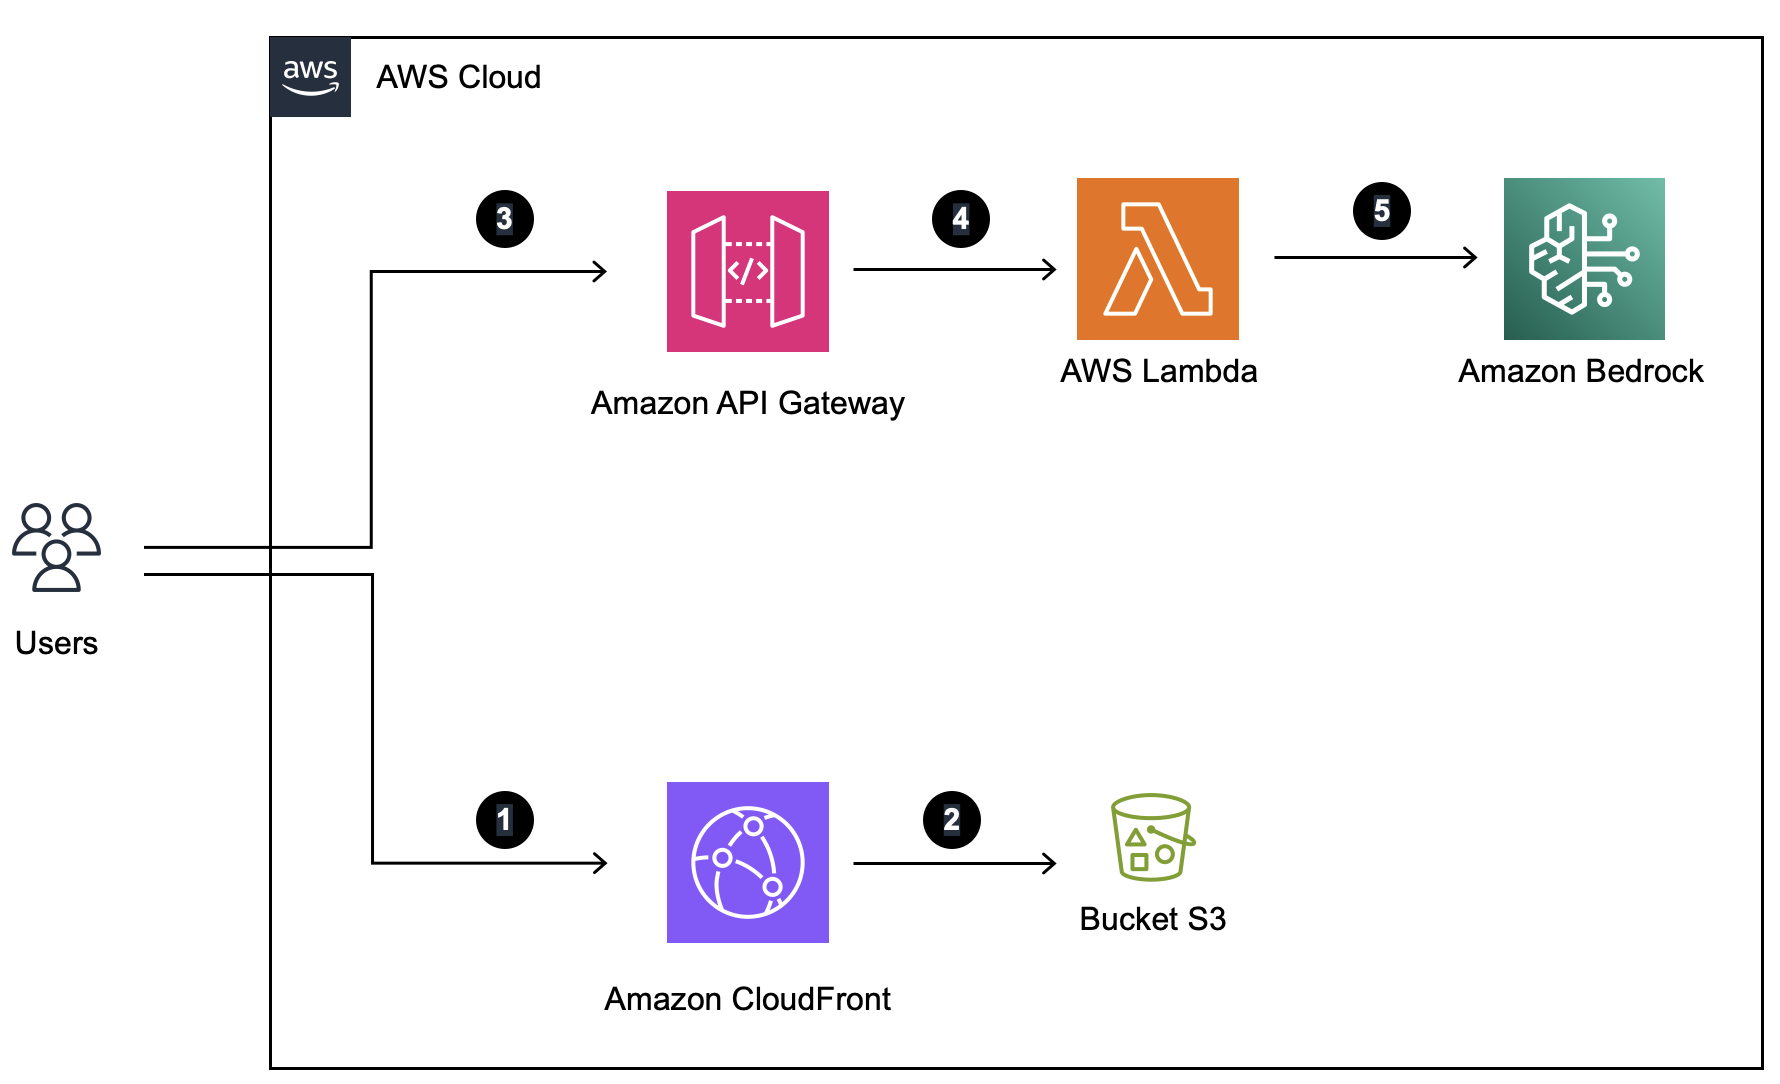 aws
AWS Cloud
3
4
5
Amazon API Gateway
AWS Lambda
Amazon Bedrock
Users
1
2
Bucket S3
Amazon CloudFront